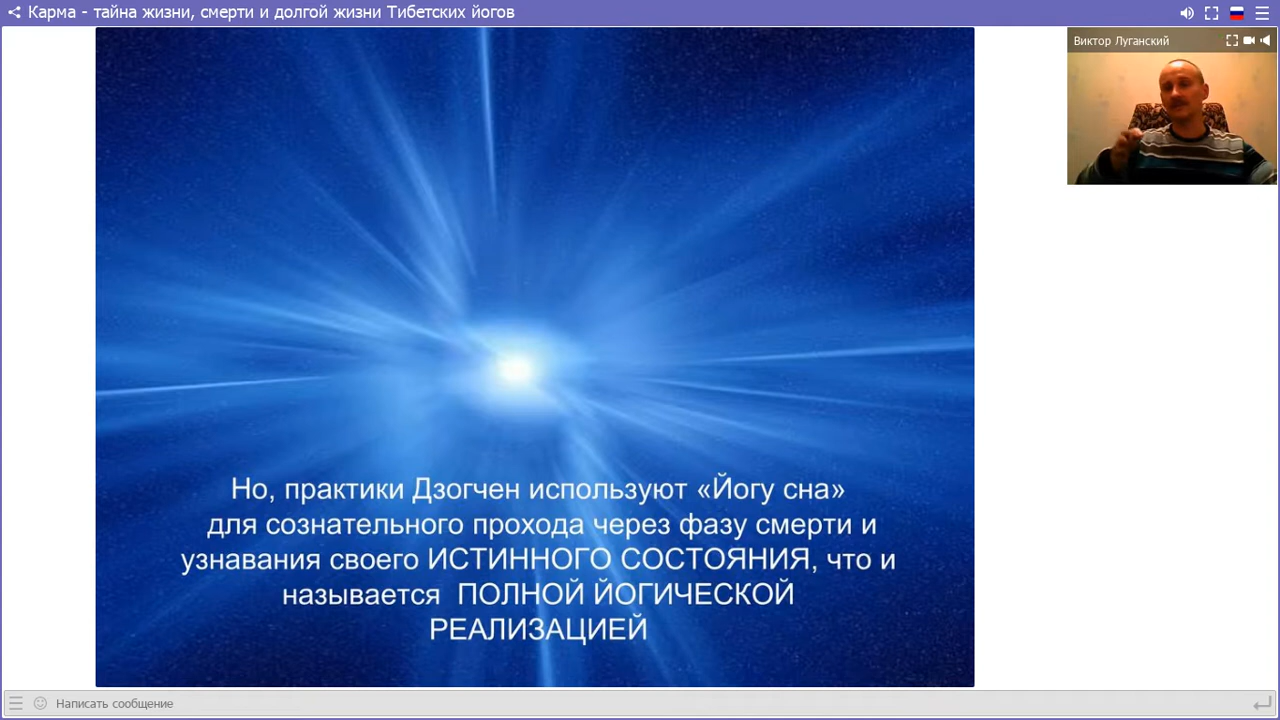 Карма - тайна жизни, смерти и долгой жизни Тибетских йогов
Виктор Луганский
Но, практики Дзогчен используют «Йогу сна»
для сознательного прохода через фазу смерти и
узнавания своего ИСТИННОГО СОСТОЯНИЯ, что и
называется ПОЛНОЙ ЙОГИЧЕСКОЙ
РЕАЛИЗАЦИЕЙ
Написать сообщение